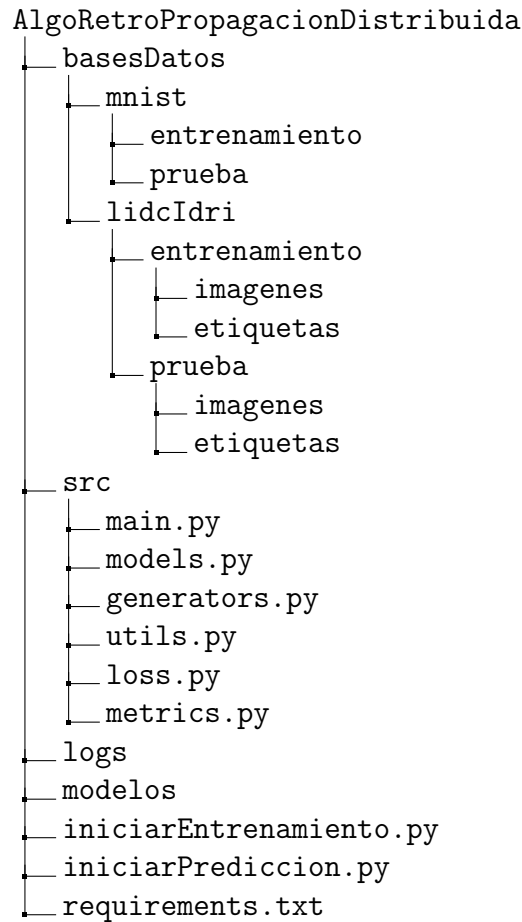 AlgoRetroPropagacionDistribuida
basesDatos
mnist
entrenamiento
prueba
lidcIdri
entrenamiento
imagenes
etiquetas
prueba
imagenes
etiquetas
src
main.py
models.py
generators.py
utils.py
loss.py
metrics.py
logs
modelos
iniciarEntrenamiento.py
iniciarPrediccion.py
requirements.txt